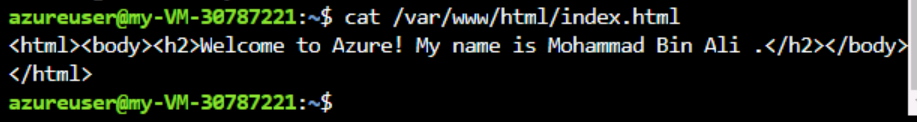 azureuser@my-VM-30787221:~$ cat /var/www/html/index.html
<html><body><h2>Welcome to Azure! My name is Mohammad Bin Ali .</h2></body>
</html>
azureuser@my-VM-30787221:~$